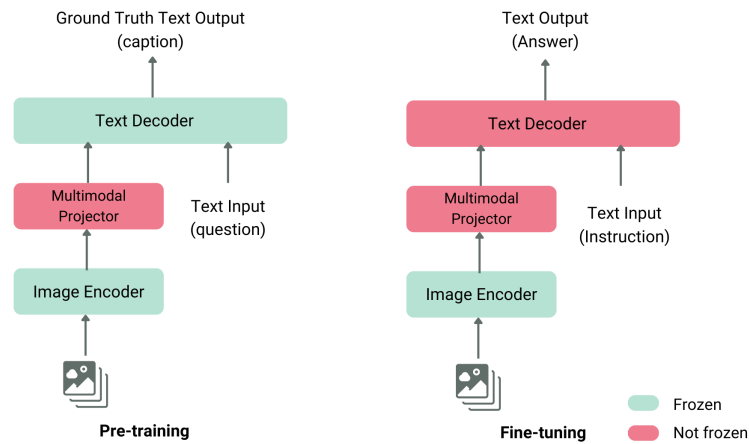 Ground Truth Text Output
(caption)
Text Decoder
Multimodal
Projector
Text Input
(question)
Image Encoder
Pre-training
Text Output
(Answer)
Text Decoder
Multimodal
Projector
Text Input
(Instruction)
Image Encoder
Fine-tuning
Frozen
Not frozen